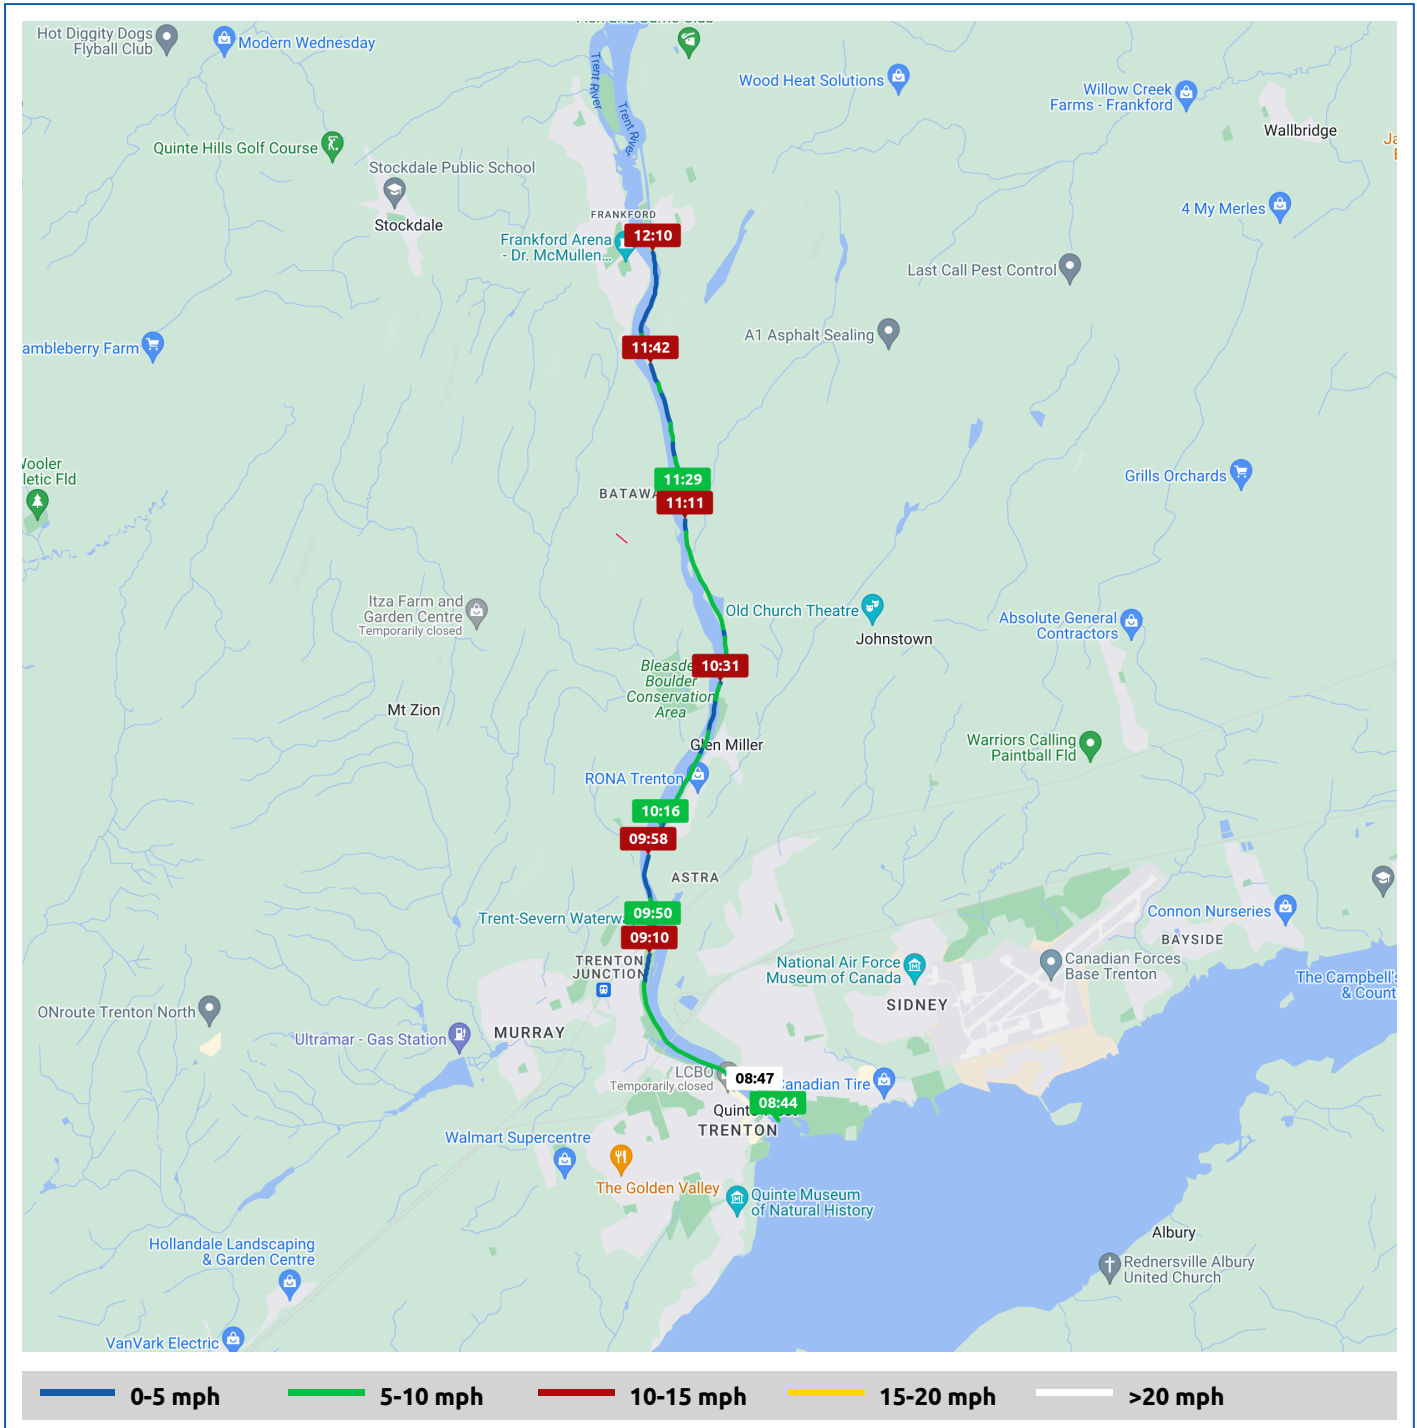 Hot Diggity Dogs
Flyball Club
Modern Wednesday
Trent River
Trent River
Wood Heat Solutions
Willow Creek
Farms - Frankford
Wallbridge
Quinte Hills Golf Course
Stockdale Public School
Stockdale
FRANKFORD
4 My Merles
Frankford Arena
- Dr. McMullen...
12:10
Last Call Pest Control
ambleberry Farm
11:42
A1 Asphalt Sealing
letic Fld
11:29
Grills Orchards
BATAWA
11:11
Itza Farm and
Garden Centre
Temporarily closed
Old Church Theatre
Johnstown
Absolute General
Contractors
10:31
Boulder
Conservation
Area
Mt Zion
Glen Miller
Warriors Calling
Paintball Fld
RONA Trenton
10:16
09:58
ASTRA
Trent-Severn Waterwa
09:50
09:10
Connon Nurseries
BAYSIDE
TRENTON
JUNCTION
National Air Force
Museum of Canada
Canadian Forces
Base Trenton
The Campbell's
& Count
SIDNEY
ONroute Trenton North
Ultramar - Gas Station
MURRAY
LCBO
Temporarily closed
08:47
Canadian Tire
08:44
Quinte
TRENTON
Walmart Supercentre
The Golden Valley
Quinte Museum
of Natural History
Albury
Hollandale Landscaping
& Garden Centre
Rednersville Albury
United Church
VanVark Electric
0-5 mph
5-10 mph
10-15 mph
15-20 mph
>20 mph